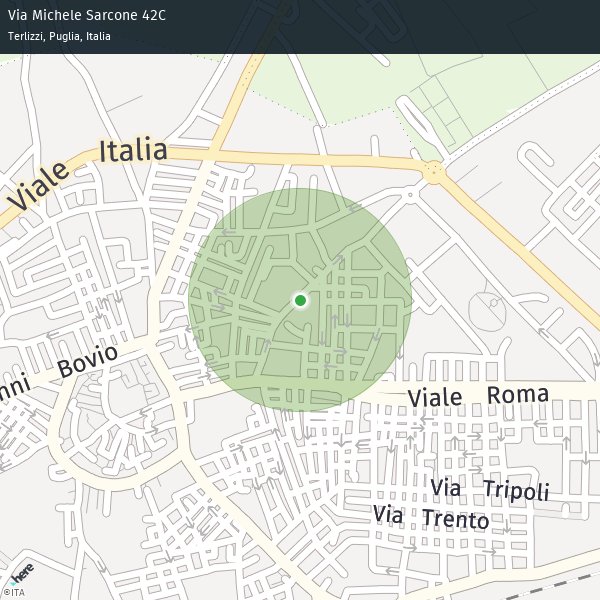 Via Michele Sarcone 42C
Terlizzi, Puglia, Italia
Viale Italia
nni Bovio
Viale Roma
Via Tripoli
Via Trento
here
©ITA